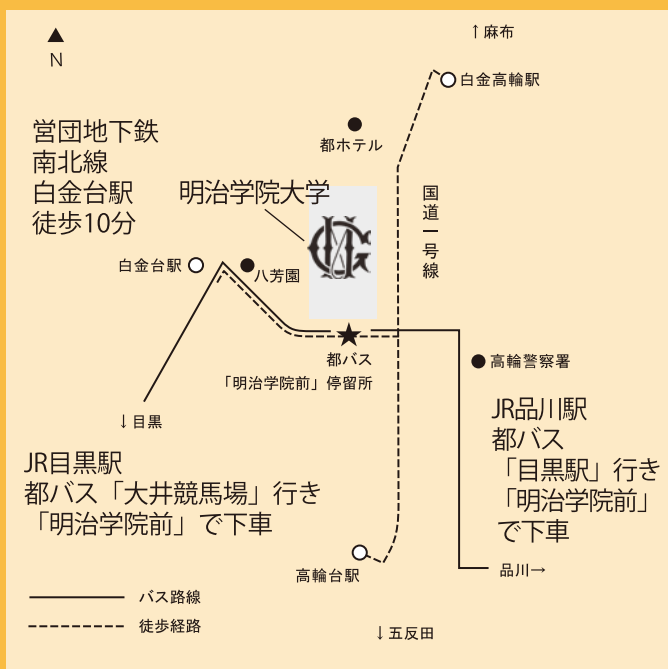 ↑麻布
N
白金高輪駅
都ホテル
営団地下鉄
南北線
白金台駅
徒歩10分
明治学院大学
国道一号線
白金台駅
八芳園
都バス
「明治学院前」停留所
高輪警察署
↓目黒
JR目黒駅
都バス「大井競馬場」行き
「明治学院前」で下車
JR品川駅
都バス
「目黒駅」行き
「明治学院前」
で下車
高輪台駅
品川→
バス路線
徒歩経路
↓五反田